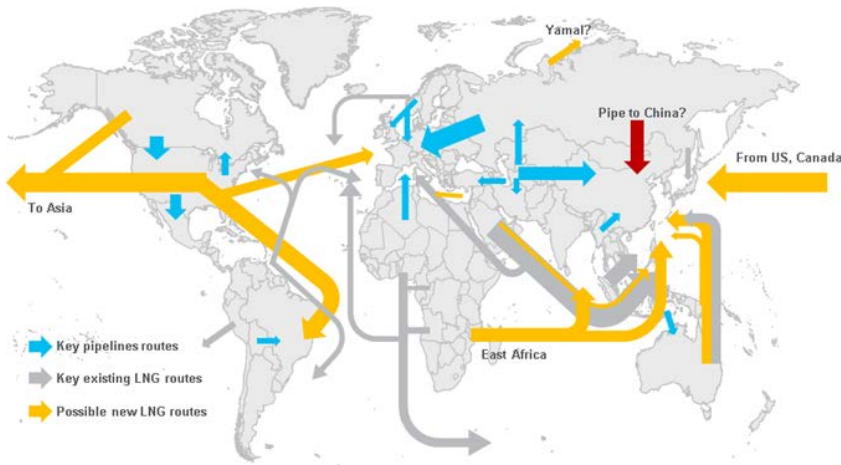 Yamal?
Pipe to China?
From US, Canada
To Asia
East Africa
Key pipelines routes
Key existing LNG routes
Possible new LNG routes